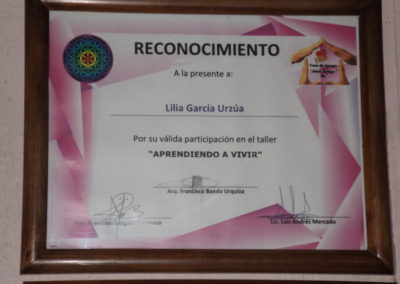 RECONOCIMIENTO
A la presente a:
Lilia García Urzúa
Por su válida participación en el taller
"APRENDIENDO A VIVIR"
Arq. Francisco Banda Urquiza
Lic. Luis Andrés Mercado